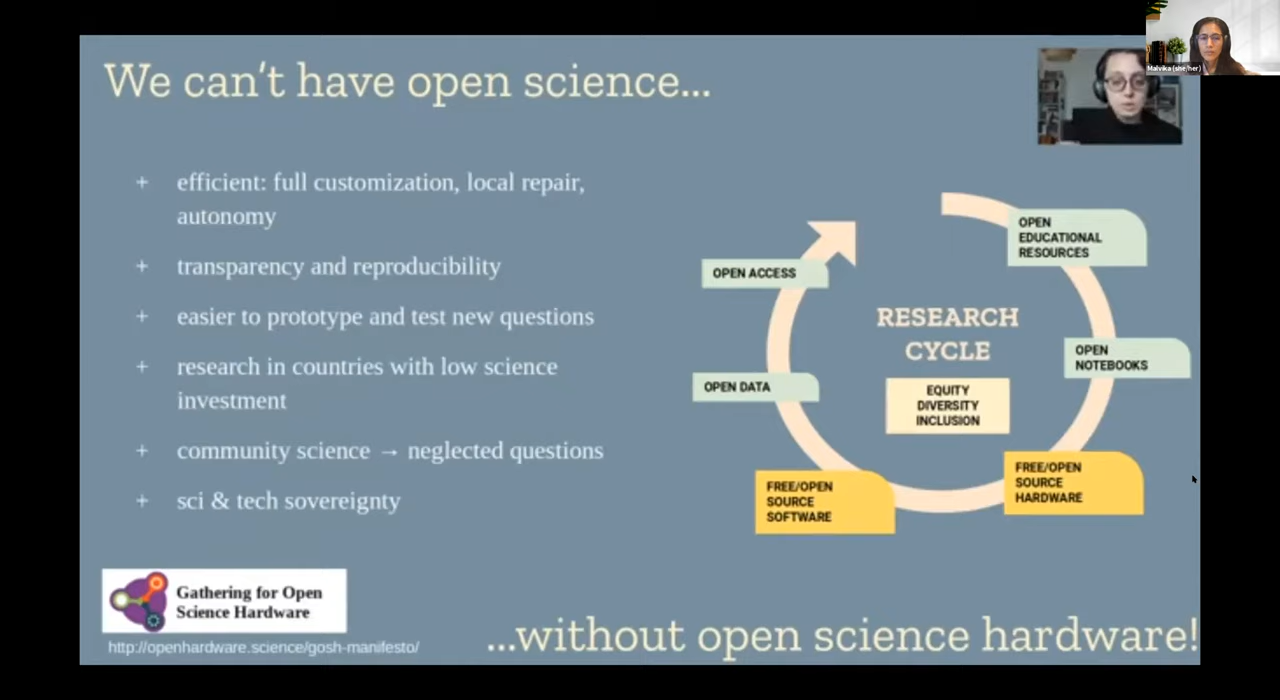 We can't have open science...
Malvika (she/her)
+ efficient: full customization, local repair,
autonomy
+ transparency and reproducibility
+ easier to prototype and test new questions
+ research in countries with low science
investment
+ community science → neglected questions
+ sci & tech sovereignty
OPEN
EDUCATIONAL
RESOURCES
OPEN ACCESS
RESEARCH
CYCLE
OPEN
NOTEBOOKS
EQUITY
DIVERSITY
INCLUSION
OPEN DATA
FREE/OPEN
SOURCE
HARDWARE
FREE/OPEN
SOURCE
SOFTWARE
Gathering for Open
Science Hardware
http://openhardware.science/gosh-manifesto/
...without open science hardware!